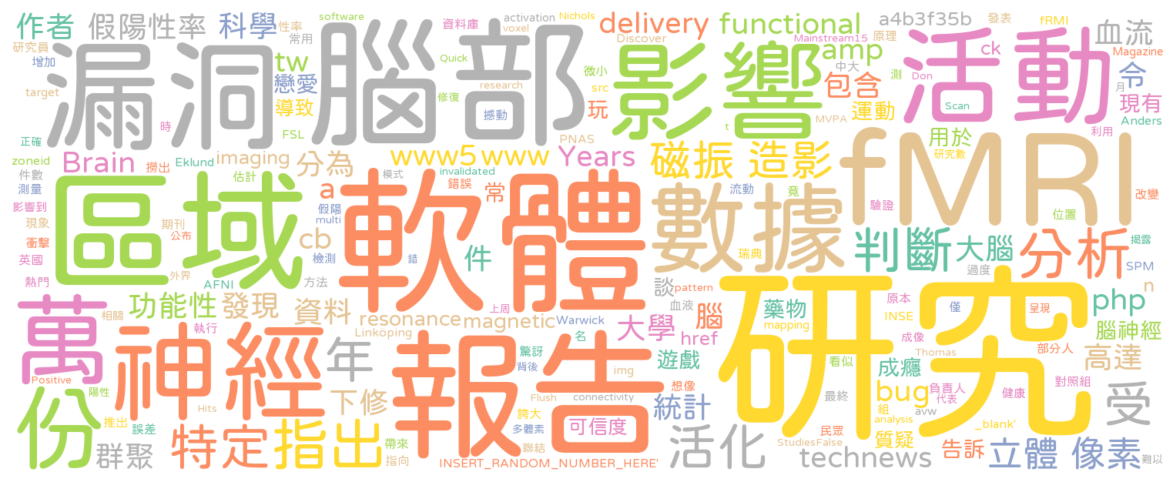 作者 假陽性率 科學 性率 常用 software 資料庫 activation Nichols delivery functional Mainstream15 a4b3f35b 發表 fRMI 血流
研究員 增加 tw 漏洞 腦部 voxel Quick Discover 影響 amp 原理 中大 ck 活動 Magazine
target 戀愛 導致 修復 research 撼動 微小 src 玩 包含 測 Don Scan 令 月 現有
正確 時 FSL PNAS t MVPA 運動 用於 利用 Anders
zoneid Brain 撈出 Eklund imaging 分為 www5 www invalidated Years 磁振 造影 研究數 fMRI
件數 測量 估計 模式 a 錯誤 常 流動 竟 驗證 改變
影響到 區域 假陽 multi 軟體 數據 位置
現象 期刊 公布 cb 檢測 錯 件 瑞典 判斷 大腦 分析 揭露
衝擊 英國 AFNI 方法 談 過度 SPM
熱門 外界 功能性 發現 資料 上周 血液 pattern 藥物 原本 僅 研究 n php
萬 相關 執行 神經 年 resonance magnetic Linkoping Warwick 大學 腦 href mapping INSE 呈現 腦神經
份 Positive 陽性 Hits 驚訝 背後 名 遊戲 看似 成像 Thomas 部分人 高達
推出 誤差 特定 指出 下修 報告 Flush img connectivity 想像 統計 最終 成癮 bug 負責人 代表 對照組 健康 受
群聚 帶來 指向 誇大 多體素 聯結 可信度 活化 民眾 組 avw analysis _blank' 質疑
INSERT_RANDOM_NUMBER_HERE' StudiesFalse technews 告訴 立體 像素 難以